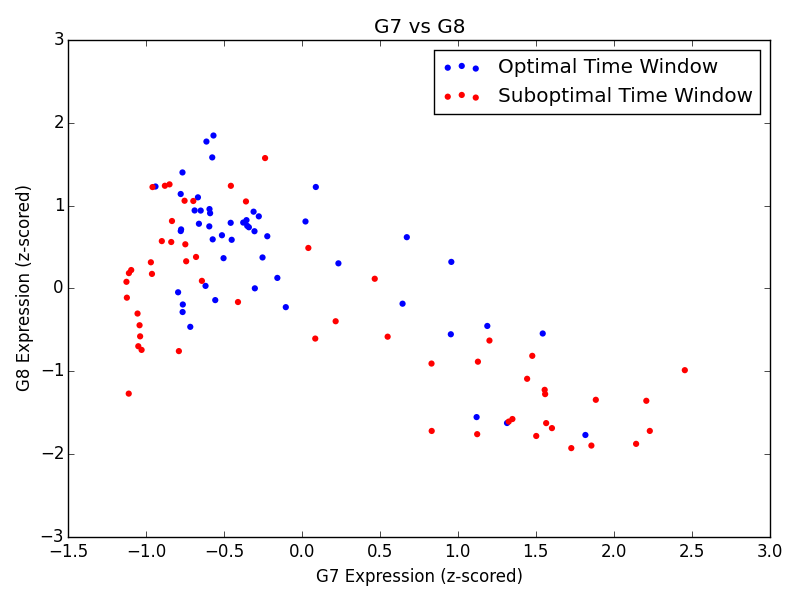 G7 vs G8
Optimal Time Window
Suboptimal Time Window
3
2
1
0
−1
−2
−3
G8 Expression (z-scored)
−1.5 −1.0 −0.5 0.0 0.5 1.0 1.5 2.0 2.5 3.0
G7 Expression (z-scored)